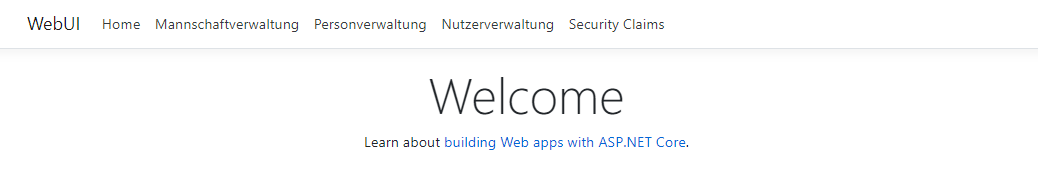 WebUI Home Mannschaftverwaltung Personverwaltung Nutzerverwaltung Security Claims
Welcome
Learn about building Web apps with ASP.NET Core.